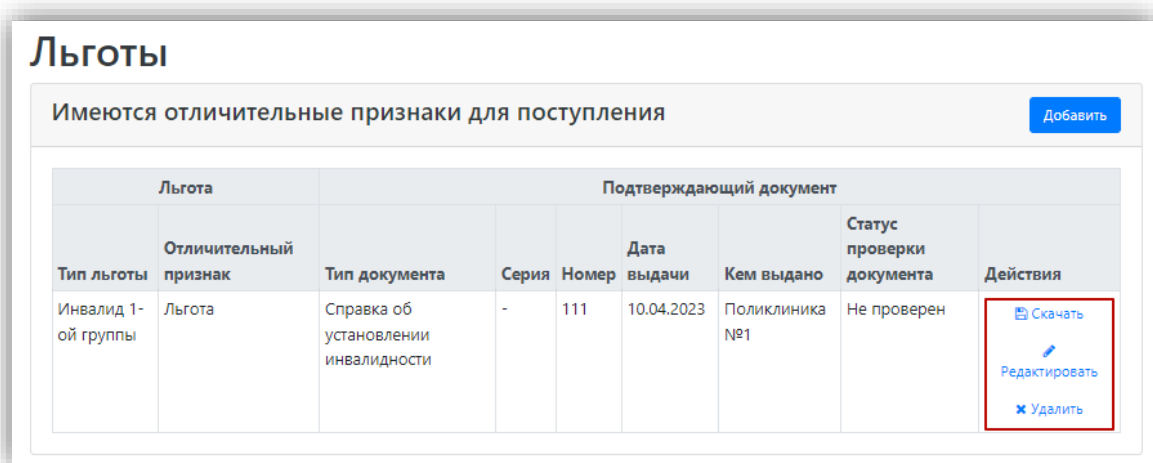 Льготы
Имеются отличительные признаки для поступления
Добавить
Льгота
Подтверждающий документ
Тип льготы
Отличительный
признак
Тип документа
Серия
Номер
Дата
выдачи
Кем выдано
Статус
проверки
документа
Действия
Инвалид 1-
ой группы
Льгота
Справка об
установлении
инвалидности
-
111
10.04.2023
Поликлиника
№1
Не проверен
Скачать
Редактировать
Удалить